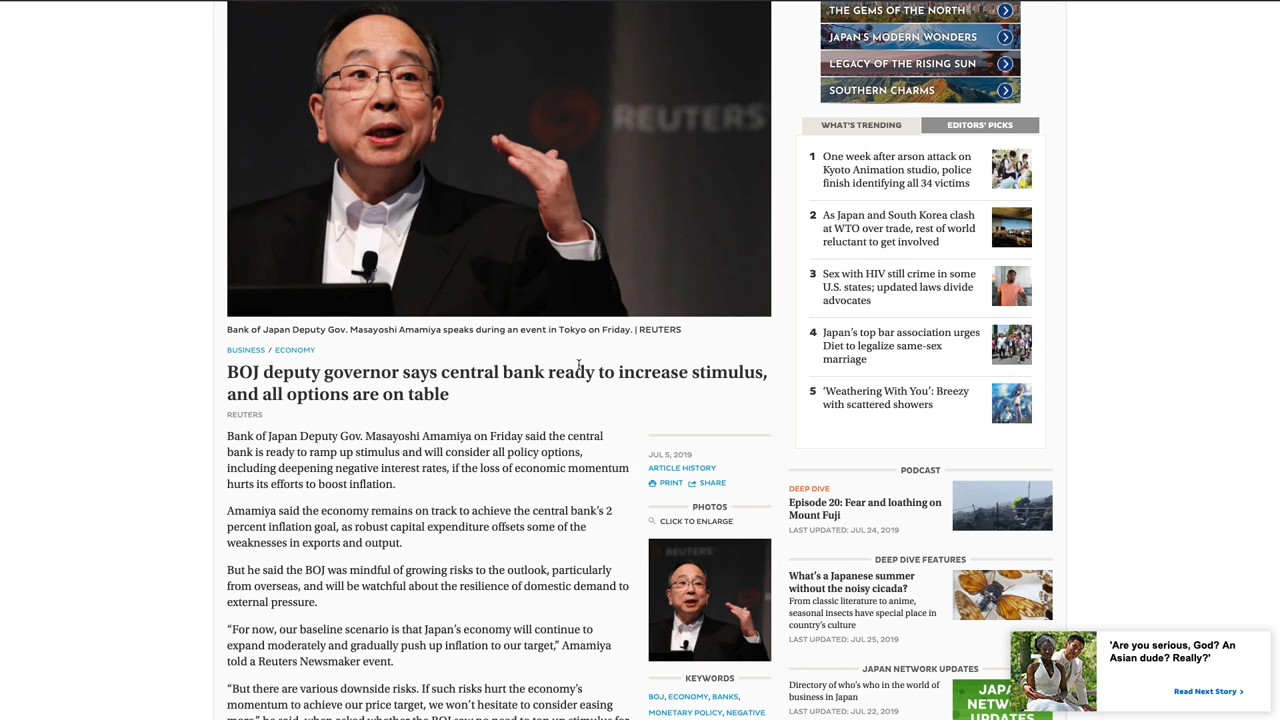 REUTERS
Bank of Japan Deputy Gov. Masayoshi Amamiya speaks during an event in Tokyo on Friday. | REUTERS
BUSINESS / ECONOMY
BOJ deputy governor says central bank ready to increase stimulus,
and all options are on table
REUTERS
Bank of Japan Deputy Gov. Masayoshi Amamiya on Friday said the central
bank is ready to ramp up stimulus and will consider all policy options,
including deepening negative interest rates, if the loss of economic momentum
hurts its efforts to boost inflation.
Amamiya said the economy remains on track to achieve the central bank's 2
percent inflation goal, as robust capital expenditure offsets some of the
weaknesses in exports and output.
But he said the BOJ was mindful of growing risks to the outlook, particularly
from overseas, and will be watchful about the resilience of domestic demand to
external pressure.
“For now, our baseline scenario is that Japan's economy will continue to
expand moderately and gradually push up inflation to our target,” Amamiya
told a Reuters Newsmaker event.
“But there are various downside risks. If such risks hurt the economy's
momentum to achieve our price target, we won't hesitate to consider easing
JUL 5, 2019
ARTICLE HISTORY
PRINT SHARE
PHOTOS
CLICK TO ENLARGE
REUTERS
KEYWORDS
BOJ, ECONOMY, BANKS,
MONETARY POLICY, NEGATIVE
THE GEMS OF THE NORTH
JAPAN'S MODERN WONDERS
LEGACY OF THE RISING SUN
SOUTHERN CHARMS
WHAT'S TRENDING EDITORS' PICKS
1 One week after arson attack on
Kyoto Animation studio, police
finish identifying all 34 victims
2 As Japan and South Korea clash
at WTO over trade, rest of world
reluctant to get involved
3 Sex with HIV still crime in some
U.S. states; updated laws divide
advocates
4 Japan's top bar association urges
Diet to legalize same-sex
marriage
5 ‘Weathering With You’: Breezy
with scattered showers
PODCAST
DEEP DIVE
Episode 20: Fear and loathing on
Mount Fuji
LAST UPDATED: JUL 24, 2019
DEEP DIVE FEATURES
What's a Japanese summer
without the noisy cicada?
From classic literature to anime,
seasonal insects have special place in
country's culture
LAST UPDATED: JUL 25, 2019
JAPAN NETWORK UPDATES
Directory of who's who in the world of
business in Japan
LAST UPDATED: JUL 22, 2019
'Are you serious, God? An
Asian dude? Really?'
Read Next Story >